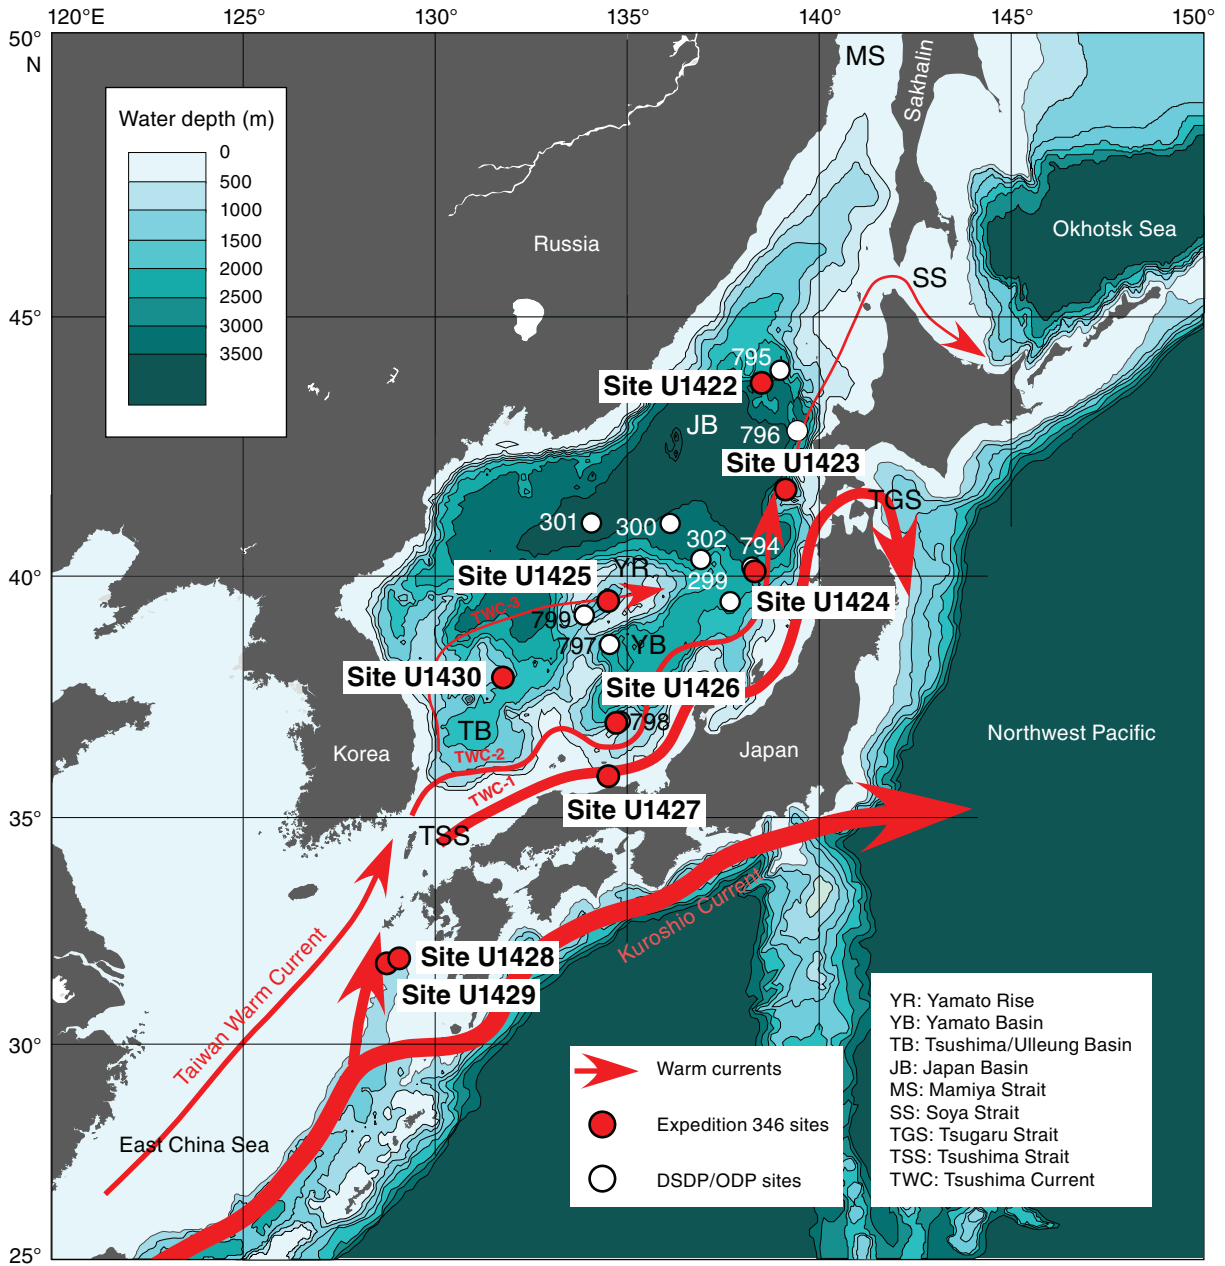 120°E 125° 130° 135° 140° 145° 150°
50°
N
MS
Sakhalin
Water depth (m)
0
500
1000
1500
2000
2500
3000
3500
Russia
Okhotsk Sea
SS
45°
795
Site U1422
JB
796
Site U1423
TGS
301
300
302
794
40°
YR
Site U1425
299
Site U1424
TWC-3
799
797
YB
Site U1430
Site U1426
798
TB
Korea
Japan
Northwest Pacific
TWC-2
TWC-1
Site U1427
35°
TSS
Kuroshio Current
Taiwan Warm Current
Site U1428
Site U1429
30°
East China Sea
Warm currents
Expedition 346 sites
DSDP/ODP sites
YR: Yamato Rise
YB: Yamato Basin
TB: Tsushima/Ulleung Basin
JB: Japan Basin
MS: Mamiya Strait
SS: Soya Strait
TGS: Tsugaru Strait
TSS: Tsushima Strait
TWC: Tsushima Current
25°